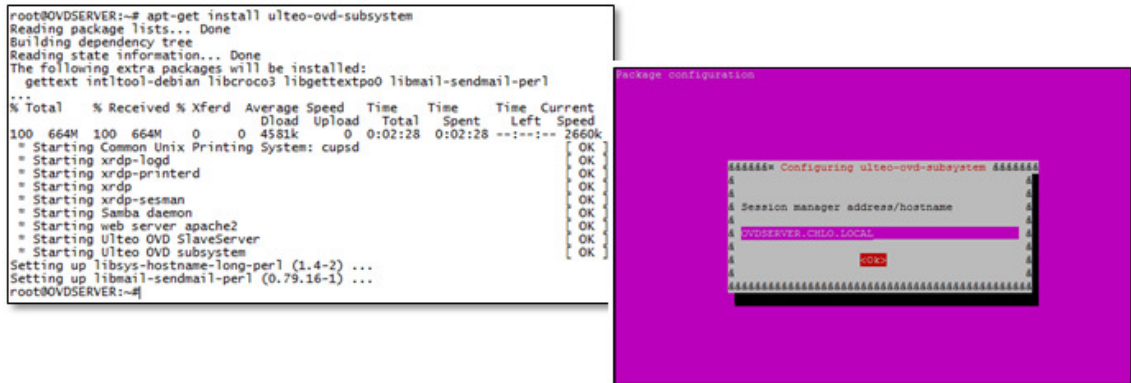 root@OVDSERVER:~# apt-get install ulteo-ovd-subsystem
Reading package lists... Done
Building dependency tree
Reading state information... Done
The following extra packages will be installed:
  gettext intltool-debian libcroco3 libgettextpo0 libmail-sendmail-perl
...
% Total    % Received % Xferd  Average Speed   Time    Time     Time  Current
                               Dload  Upload   Total   Spent    Left  Speed
100  664M  100  664M    0     0  4581k      0  0:02:28  0:02:28 --:--:-- 2660k
 * Starting Common Unix Printing System: cupsd [ OK ]
 * Starting xrdp-logd [ OK ]
 * Starting xrdp-printerd [ OK ]
 * Starting xrdp [ OK ]
 * Starting xrdp-sesman [ OK ]
 * Starting Samba daemon [ OK ]
 * Starting web server apache2 [ OK ]
 * Starting Ulteo OVD SlaveServer [ OK ]
 * Starting Ulteo OVD subsystem [ OK ]
Setting up libsys-hostname-long-perl (1.4-2) ...
Setting up libmail-sendmail-perl (0.79.16-1) ...
root@OVDSERVER:~#
Package configuration
Configuring ulteo-ovd-subsystem
Session manager address/hostname
OVDSERVER.CHLO.LOCAL
<Ok>